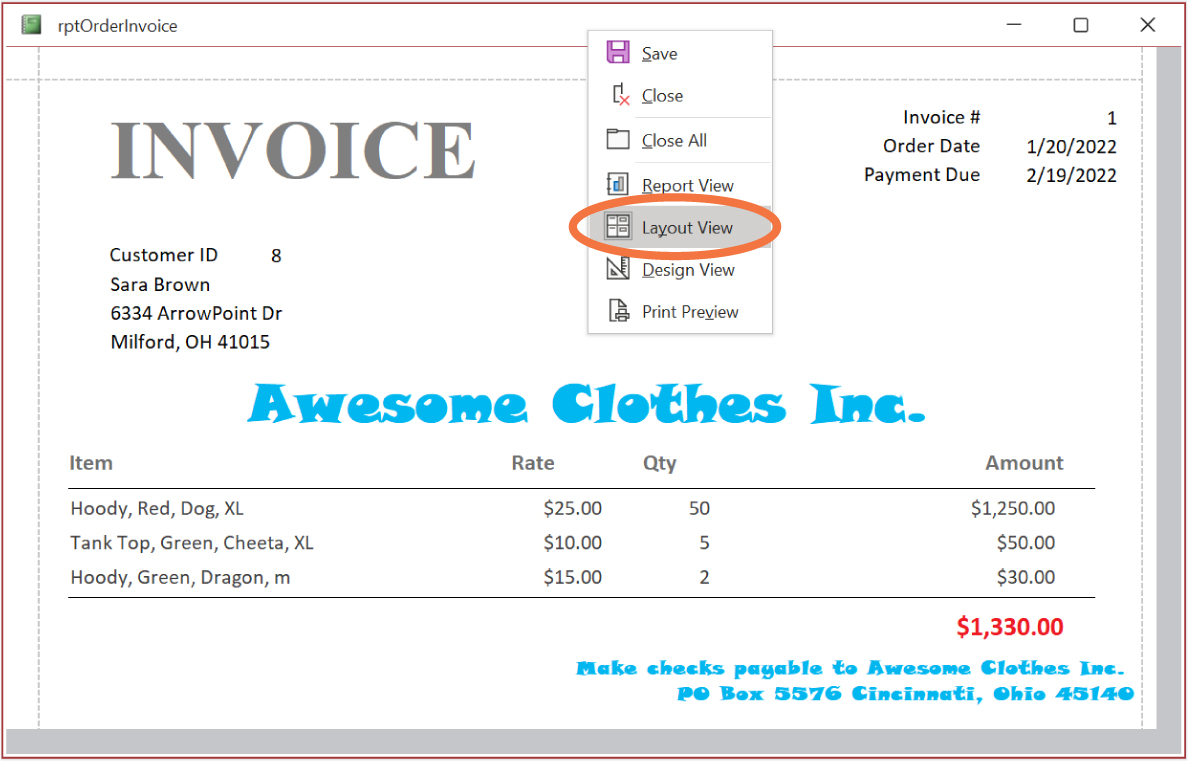 rptOrderInvoice
Save
Close
Close All
Report View
Layout View
Design View
Print Preview
INVOICE
Invoice # 1
Order Date 1/20/2022
Payment Due 2/19/2022
Customer ID 8
Sara Brown
6334 ArrowPoint Dr
Milford, OH 41015
Awesome Clothes Inc.
Item Rate Qty Amount
Hoody, Red, Dog, XL $25.00 50 $1,250.00
Tank Top, Green, Cheeta, XL $10.00 5 $50.00
Hoody, Green, Dragon, m $15.00 2 $30.00
$1,330.00
Make checks payable to Awesome Clothes Inc.
PO Box 5576 Cincinnati, Ohio 45140